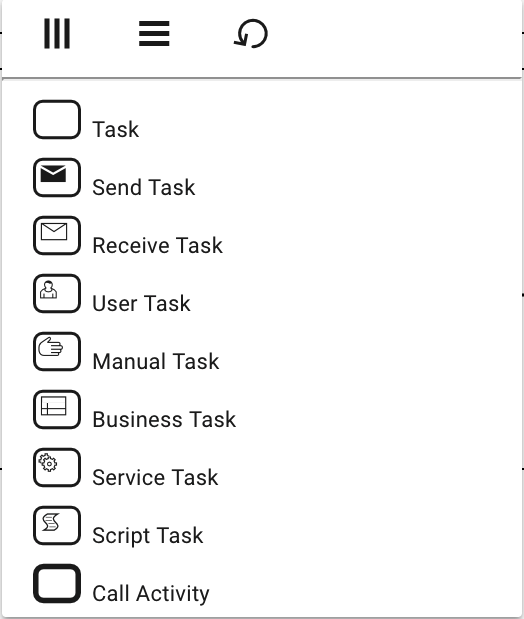 Task
Send Task
Receive Task
User Task
Manual Task
Business Task
Service Task
Script Task
Call Activity